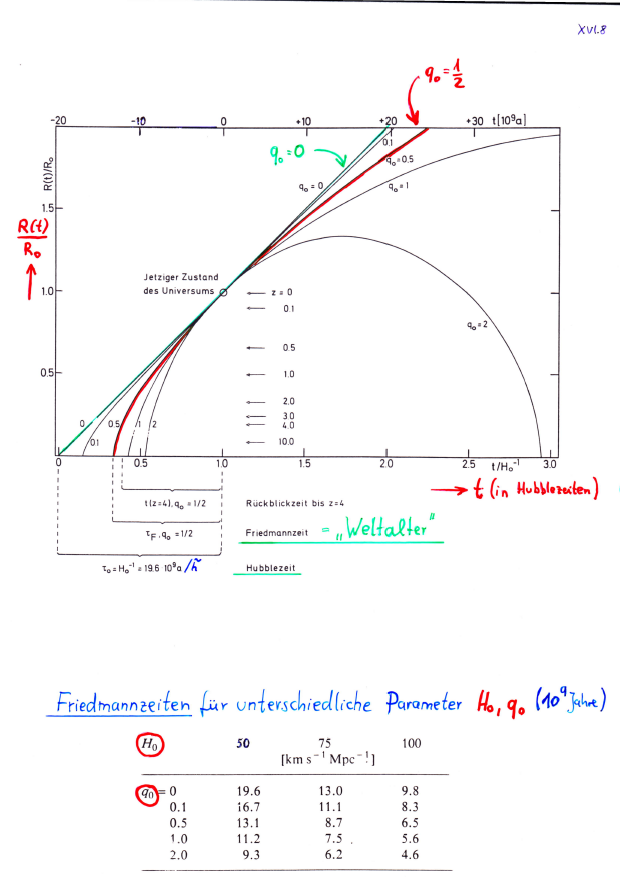 XVI.8
q₀ = 1/2
-20 -10 0 +10 +20 +30 t[10⁹a]
R(t)/R₀
q₀ = 0
0.1
q₀ = 0.5
q₀ = 0
q₀ = 1
1.5
R(t)/R₀
Jetziger Zustand
des Universums
1.0
z = 0
0.1
q₀ = 2
0.5
0.5
1.0
2.0
3.0
4.0
10.0
0 0.5 1 2
0.1
0 0.5 1.0 1.5 2.0 2.5 t/H₀⁻¹ 3.0
t (in Hubblezeiten)
t(z=4), q₀ = 1/2 Rückblickzeit bis z=4
τF, q₀ = 1/2 Friedmannzeit = „Weltalter"
τ₀ = H₀⁻¹ = 19.6 10⁹a Hubblezeit
Friedmannzeiten für unterschiedliche Parameter H₀, q₀ (10⁹ Jahre)
H₀ 50 75 100
[km s⁻¹ Mpc⁻¹]
q₀ = 0 19.6 13.0 9.8
0.1 16.7 11.1 8.3
0.5 13.1 8.7 6.5
1.0 11.2 7.5 5.6
2.0 9.3 6.2 4.6